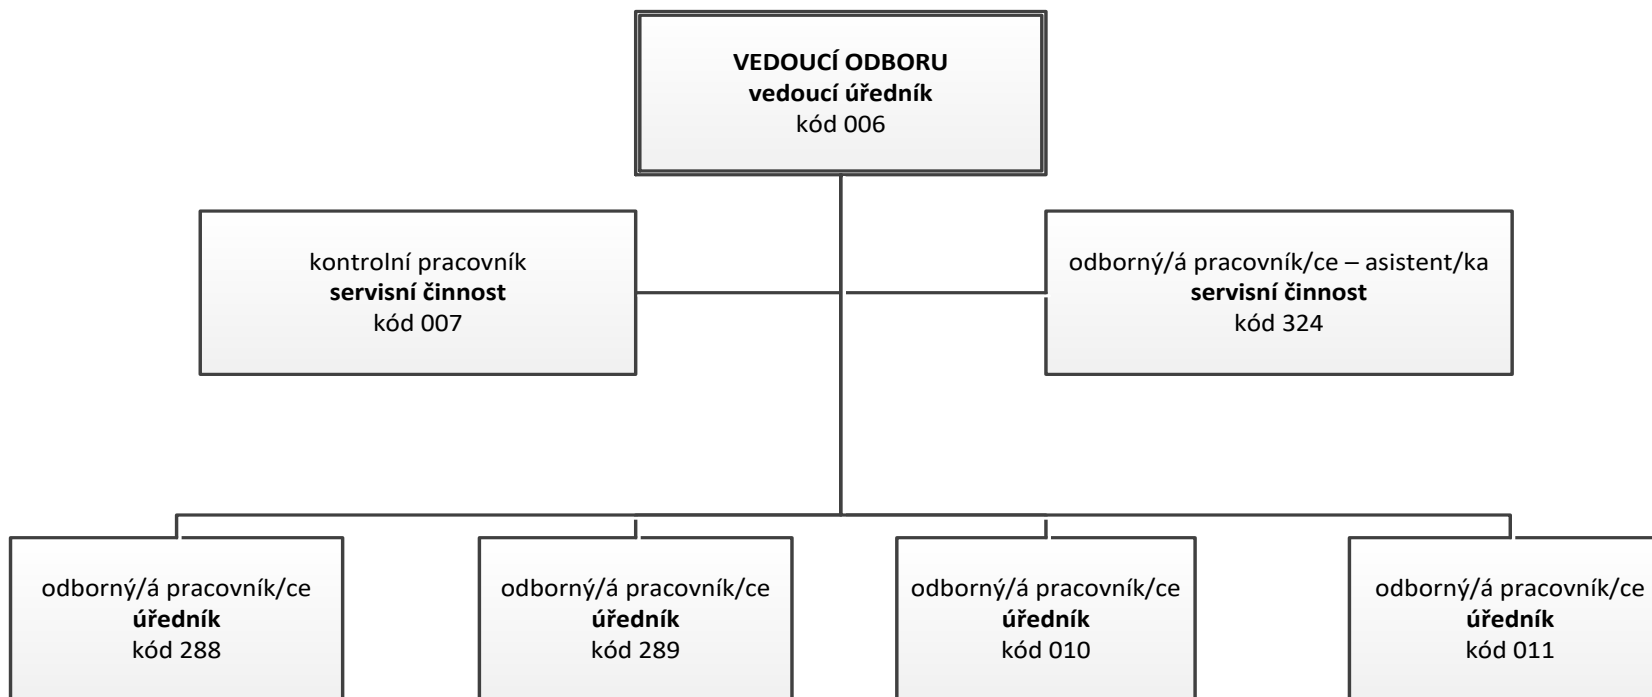 VEDOUCÍ ODBORU
vedoucí úředník
kód 006
kontrolní pracovník
servisní činnost
kód 007
odborný/á pracovník/ce – asistent/ka
servisní činnost
kód 324
odborný/á pracovník/ce
úředník
kód 288
odborný/á pracovník/ce
úředník
kód 289
odborný/á pracovník/ce
úředník
kód 010
odborný/á pracovník/ce
úředník
kód 011